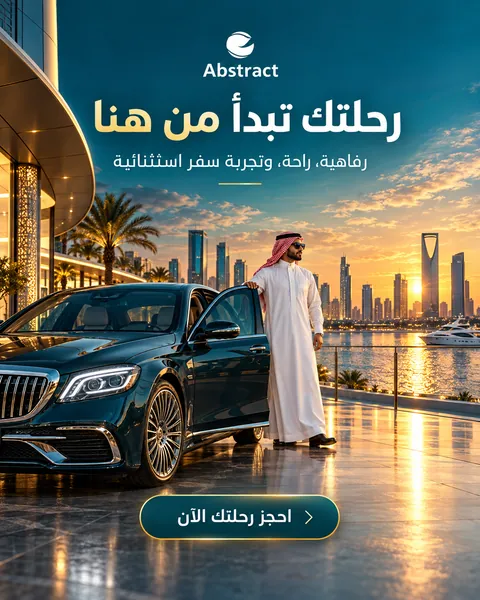 Abstract
رحلتك تبدأ من هنا
رفاهية، راحة، وتجربة سفر استثنائية
احجز رحلتك الآن